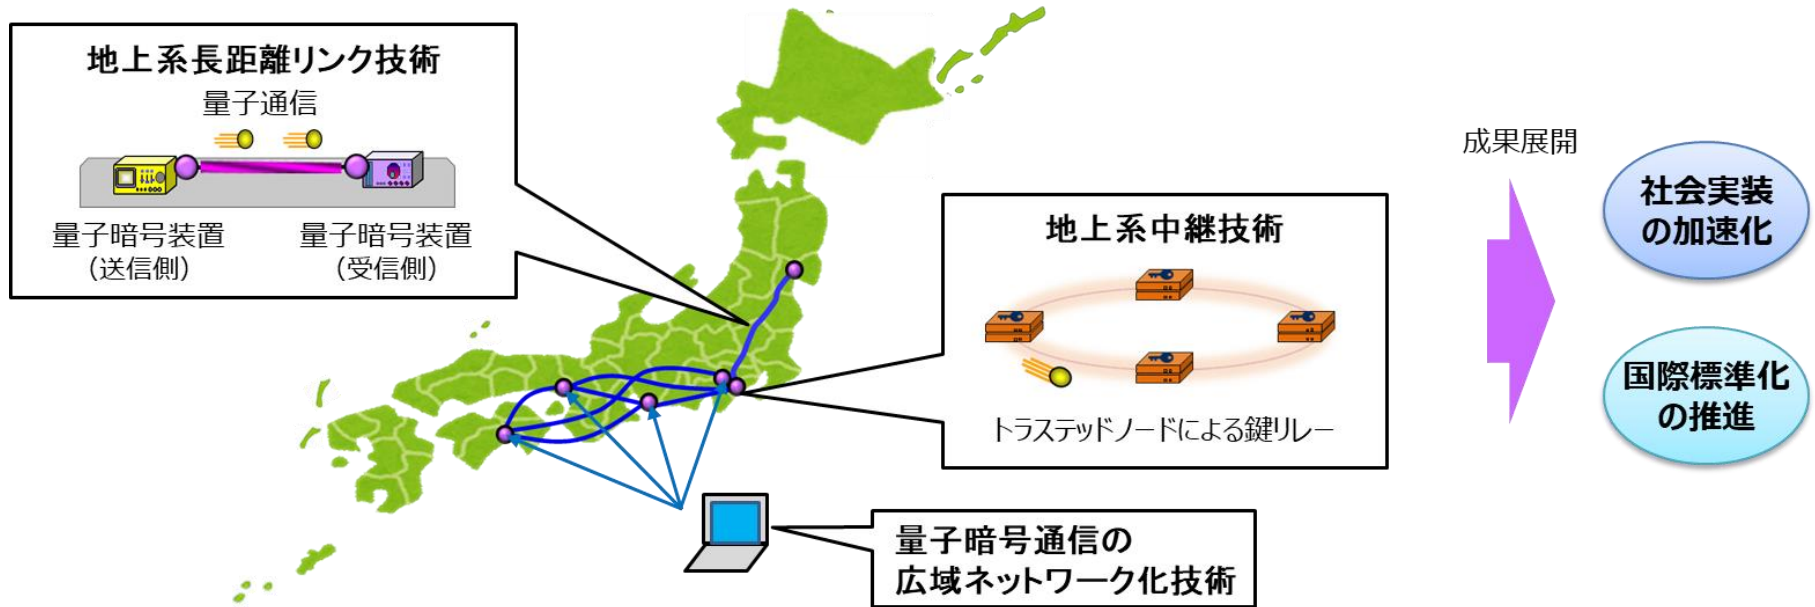 地上系長距離リンク技術
量子通信
量子暗号装置
（送信側）
量子暗号装置
（受信側）
地上系中継技術
トラステッドノードによる鍵リレー
量子暗号通信の
広域ネットワーク化技術
成果展開
社会実装
の加速化
国際標準化
の推進